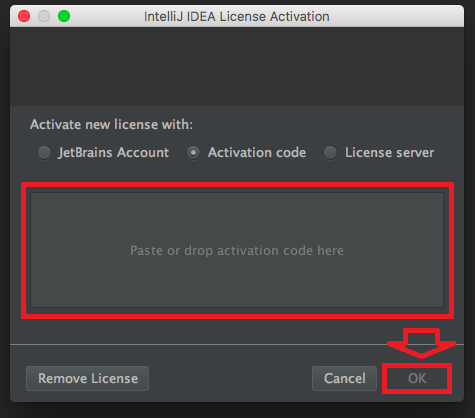 IntelliJ IDEA License Activation
Activate new license with:
JetBrains Account Activation code License server
Paste or drop activation code here
Remove License Cancel OK